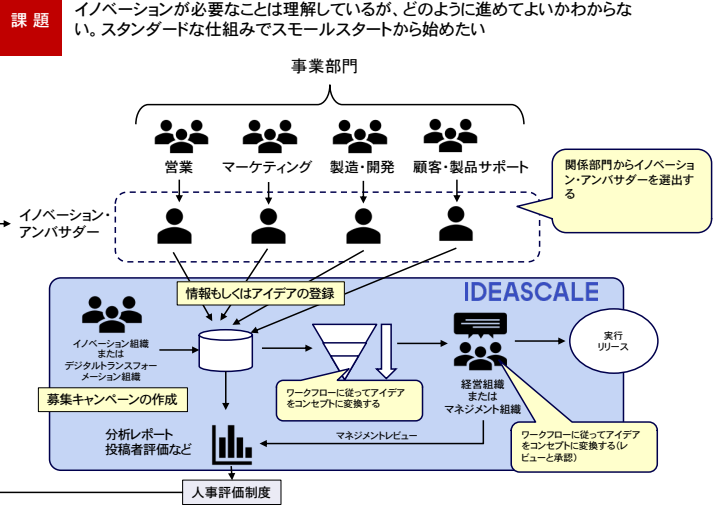 課 題
イノベーションが必要なことは理解しているが、どのように進めてよいかわからな
い。スタンダードな仕組みでスモールスタートから始めたい
事業部門
営業
マーケティング
製造・開発
顧客・製品サポート
関係部門からイノベーショ
ン・アンバサダーを選出す
る
イノベーション・
アンバサダー
情報もしくはアイデアの登録
IDEASCALE
イノベーション組織
または
デジタルトランスフォー
メーション組織
実行
リリース
募集キャンペーンの作成
ワークフローに従ってアイデア
をコンセプトに変換する
経営組織
または
マネジメント組織
分析レポート
投稿者評価など
マネジメントレビュー
ワークフローに従ってアイデア
をコンセプトに変換する(レ
ビューと承認)
人事評価制度